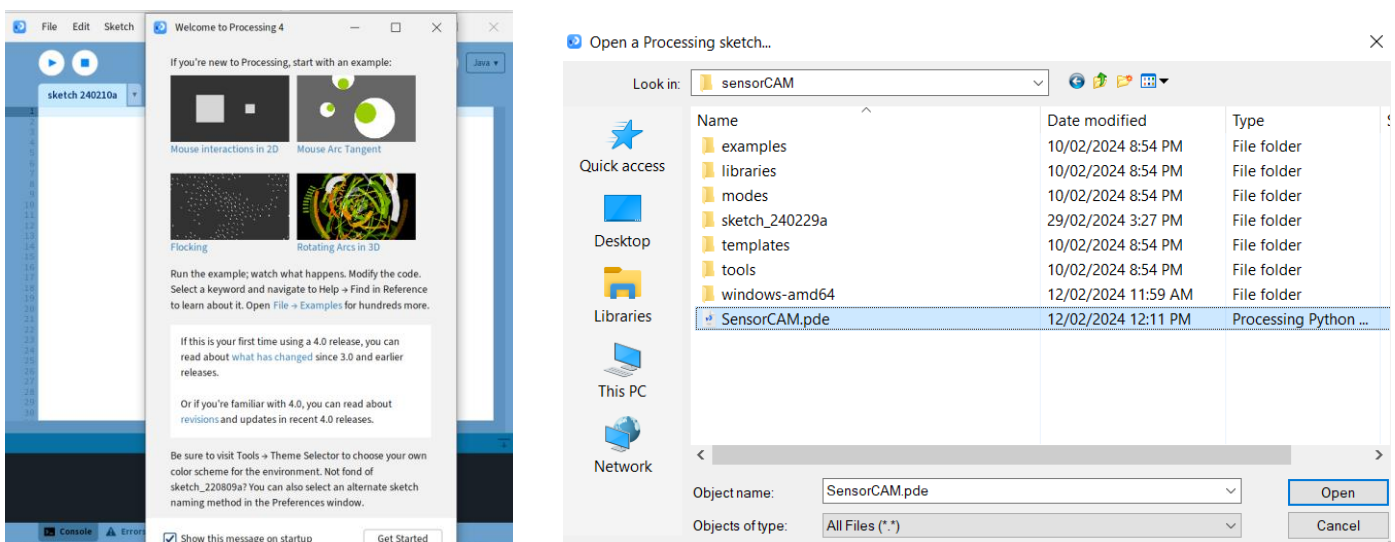 File Edit Sketch
Welcome to Processing 4
Java
sketch 240210a
If you're new to Processing, start with an example:
Mouse interactions in 2D Mouse Arc Tangent
Flocking Rotating Arcs in 3D
Run the example; watch what happens. Modify the code.
Select a keyword and navigate to Help → Find in Reference
to learn about it. Open File → Examples for hundreds more.
If this is your first time using a 4.0 release, you can
read about what has changed since 3.0 and earlier
releases.
Or if you're familiar with 4.0, you can read about
revisions and updates in recent 4.0 releases.
Be sure to visit Tools → Theme Selector to choose your own
color scheme for the environment. Not fond of
sketch_220809a? You can also select an alternate sketch
naming method in the Preferences window.
Console Errors
Show this message on startup Get Started
Open a Processing sketch...
Look in: sensorCAM
Quick access
Desktop
Libraries
This PC
Network
Name Date modified Type
examples 10/02/2024 8:54 PM File folder
libraries 10/02/2024 8:54 PM File folder
modes 10/02/2024 8:54 PM File folder
sketch_240229a 29/02/2024 3:27 PM File folder
templates 10/02/2024 8:54 PM File folder
tools 10/02/2024 8:54 PM File folder
windows-amd64 12/02/2024 11:59 AM File folder
SensorCAM.pde 12/02/2024 12:11 PM Processing Python ...
Object name: SensorCAM.pde Open
Objects of type: All Files (*.*) Cancel